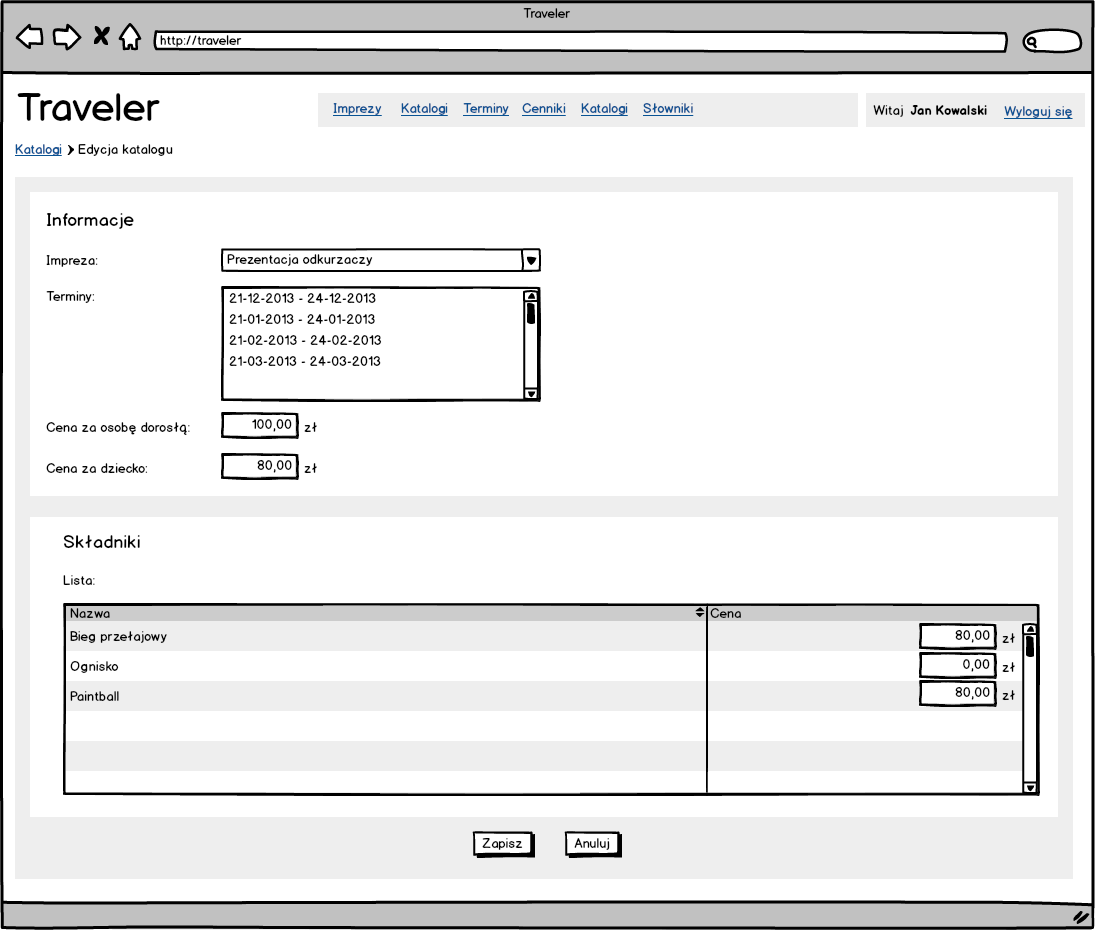 Traveler
http://traveler
Traveler
Imprezy Katalogi Terminy Cenniki Katalogi Słowniki
Witaj Jan Kowalski Wyloguj się
Katalogi Edycja katalogu
Informacje
Impreza: Prezentacja odkurzaczy
Terminy:
21-12-2013 - 24-12-2013
21-01-2013 - 24-01-2013
21-02-2013 - 24-02-2013
21-03-2013 - 24-03-2013
Cena za osobę dorosłą: 100,00 zł
Cena za dziecko: 80,00 zł
Składniki
Lista:
Nazwa Cena
Bieg przełajowy 80,00 zł
Ognisko 0,00 zł
Paintball 80,00 zł
Zapisz Anuluj